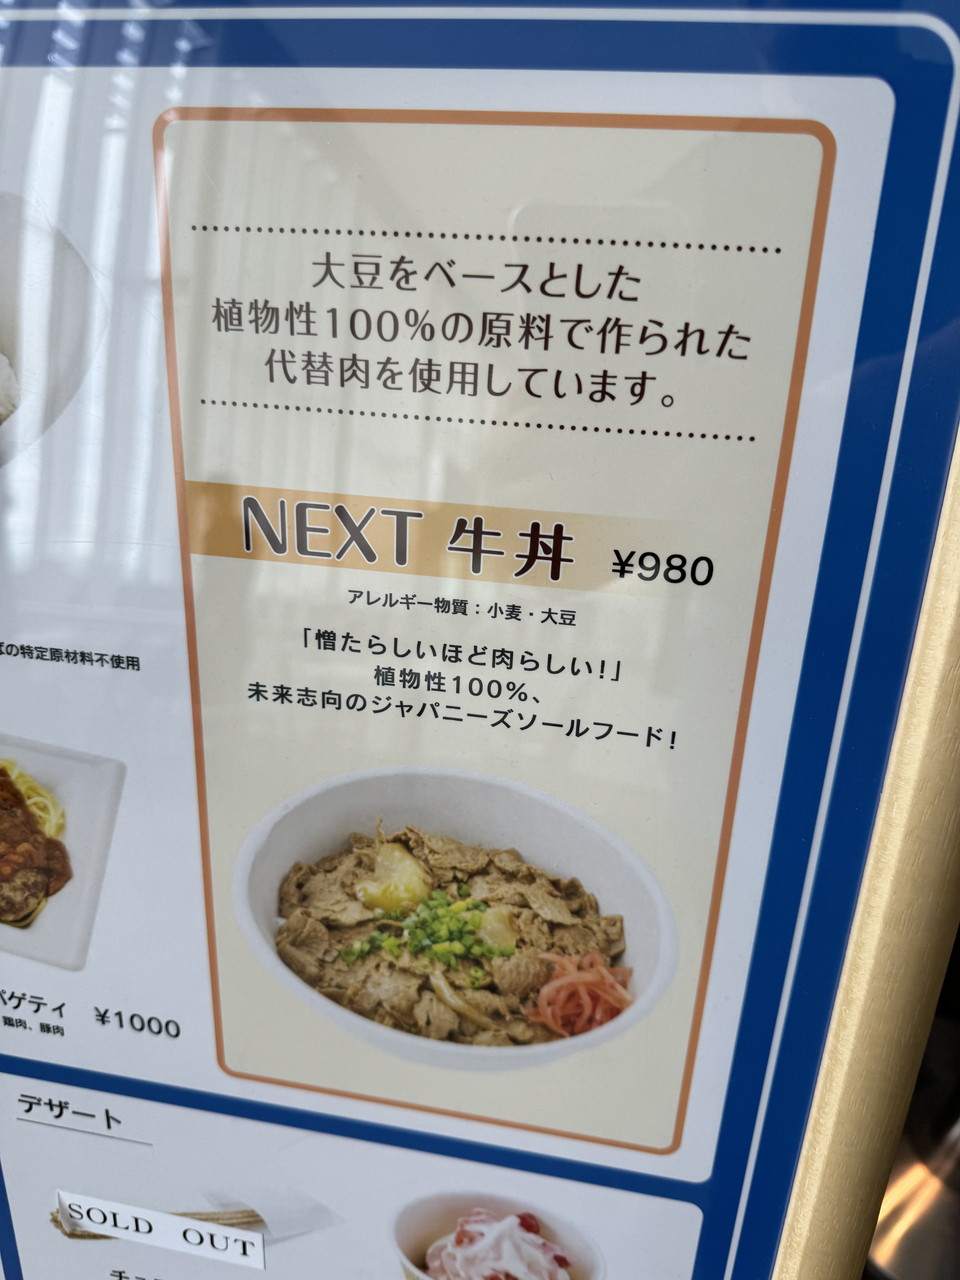 大豆をベースとした
植物性100%の原料で作られた
代替肉を使用しています。
NEXT 牛丼 ¥980
アレルギー物質：小麦・大豆
「憎たらしいほど肉らしい!」
植物性100%、
未来志向のジャパニーズソールフード!
の特定原材料不使用
パゲティ ¥1000
鶏肉、豚肉
デザート
SOLD OUT